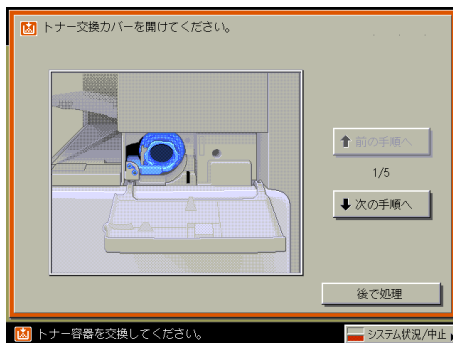 トナー交換カバーを開けてください。
前の手順へ
1/5
次の手順へ
後で処理
トナー容器を交換してください。
システム状況/中止